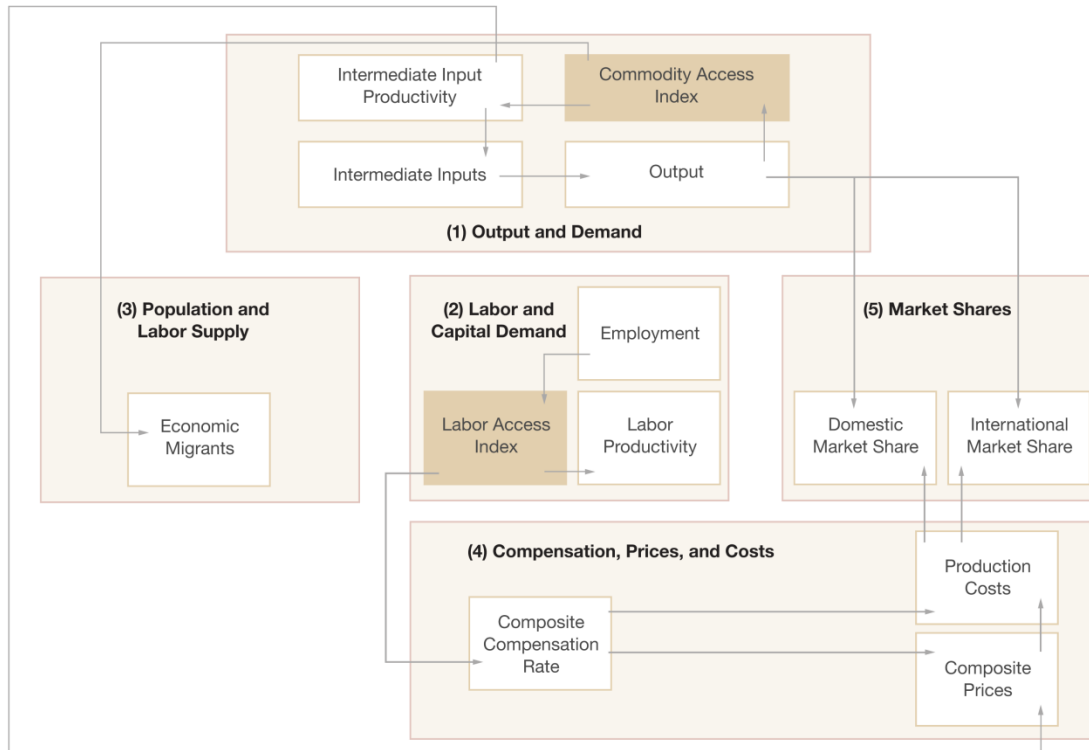 Intermediate Input
Productivity
Commodity Access
Index
Intermediate Inputs
Output
(1) Output and Demand
(3) Population and
Labor Supply
Economic
Migrants
(2) Labor and
Capital Demand
Employment
Labor Access
Index
Labor
Productivity
(5) Market Shares
Domestic
Market Share
International
Market Share
(4) Compensation, Prices, and Costs
Composite
Compensation
Rate
Production
Costs
Composite
Prices